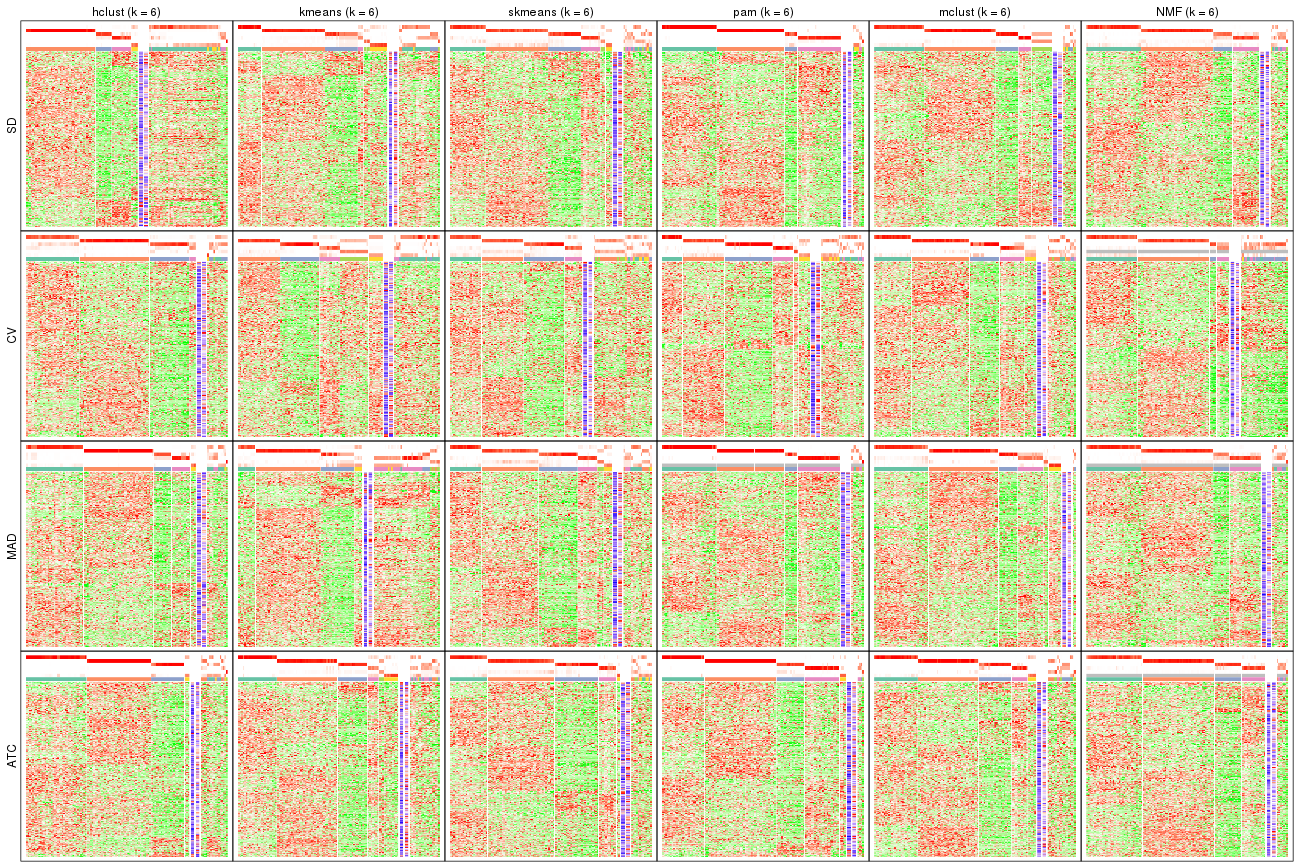 hclust (k = 6) kmeans (k = 6) skmeans (k = 6) pam (k = 6) mclust (k = 6) NMF (k = 6)
SD
CV
MAD
ATC